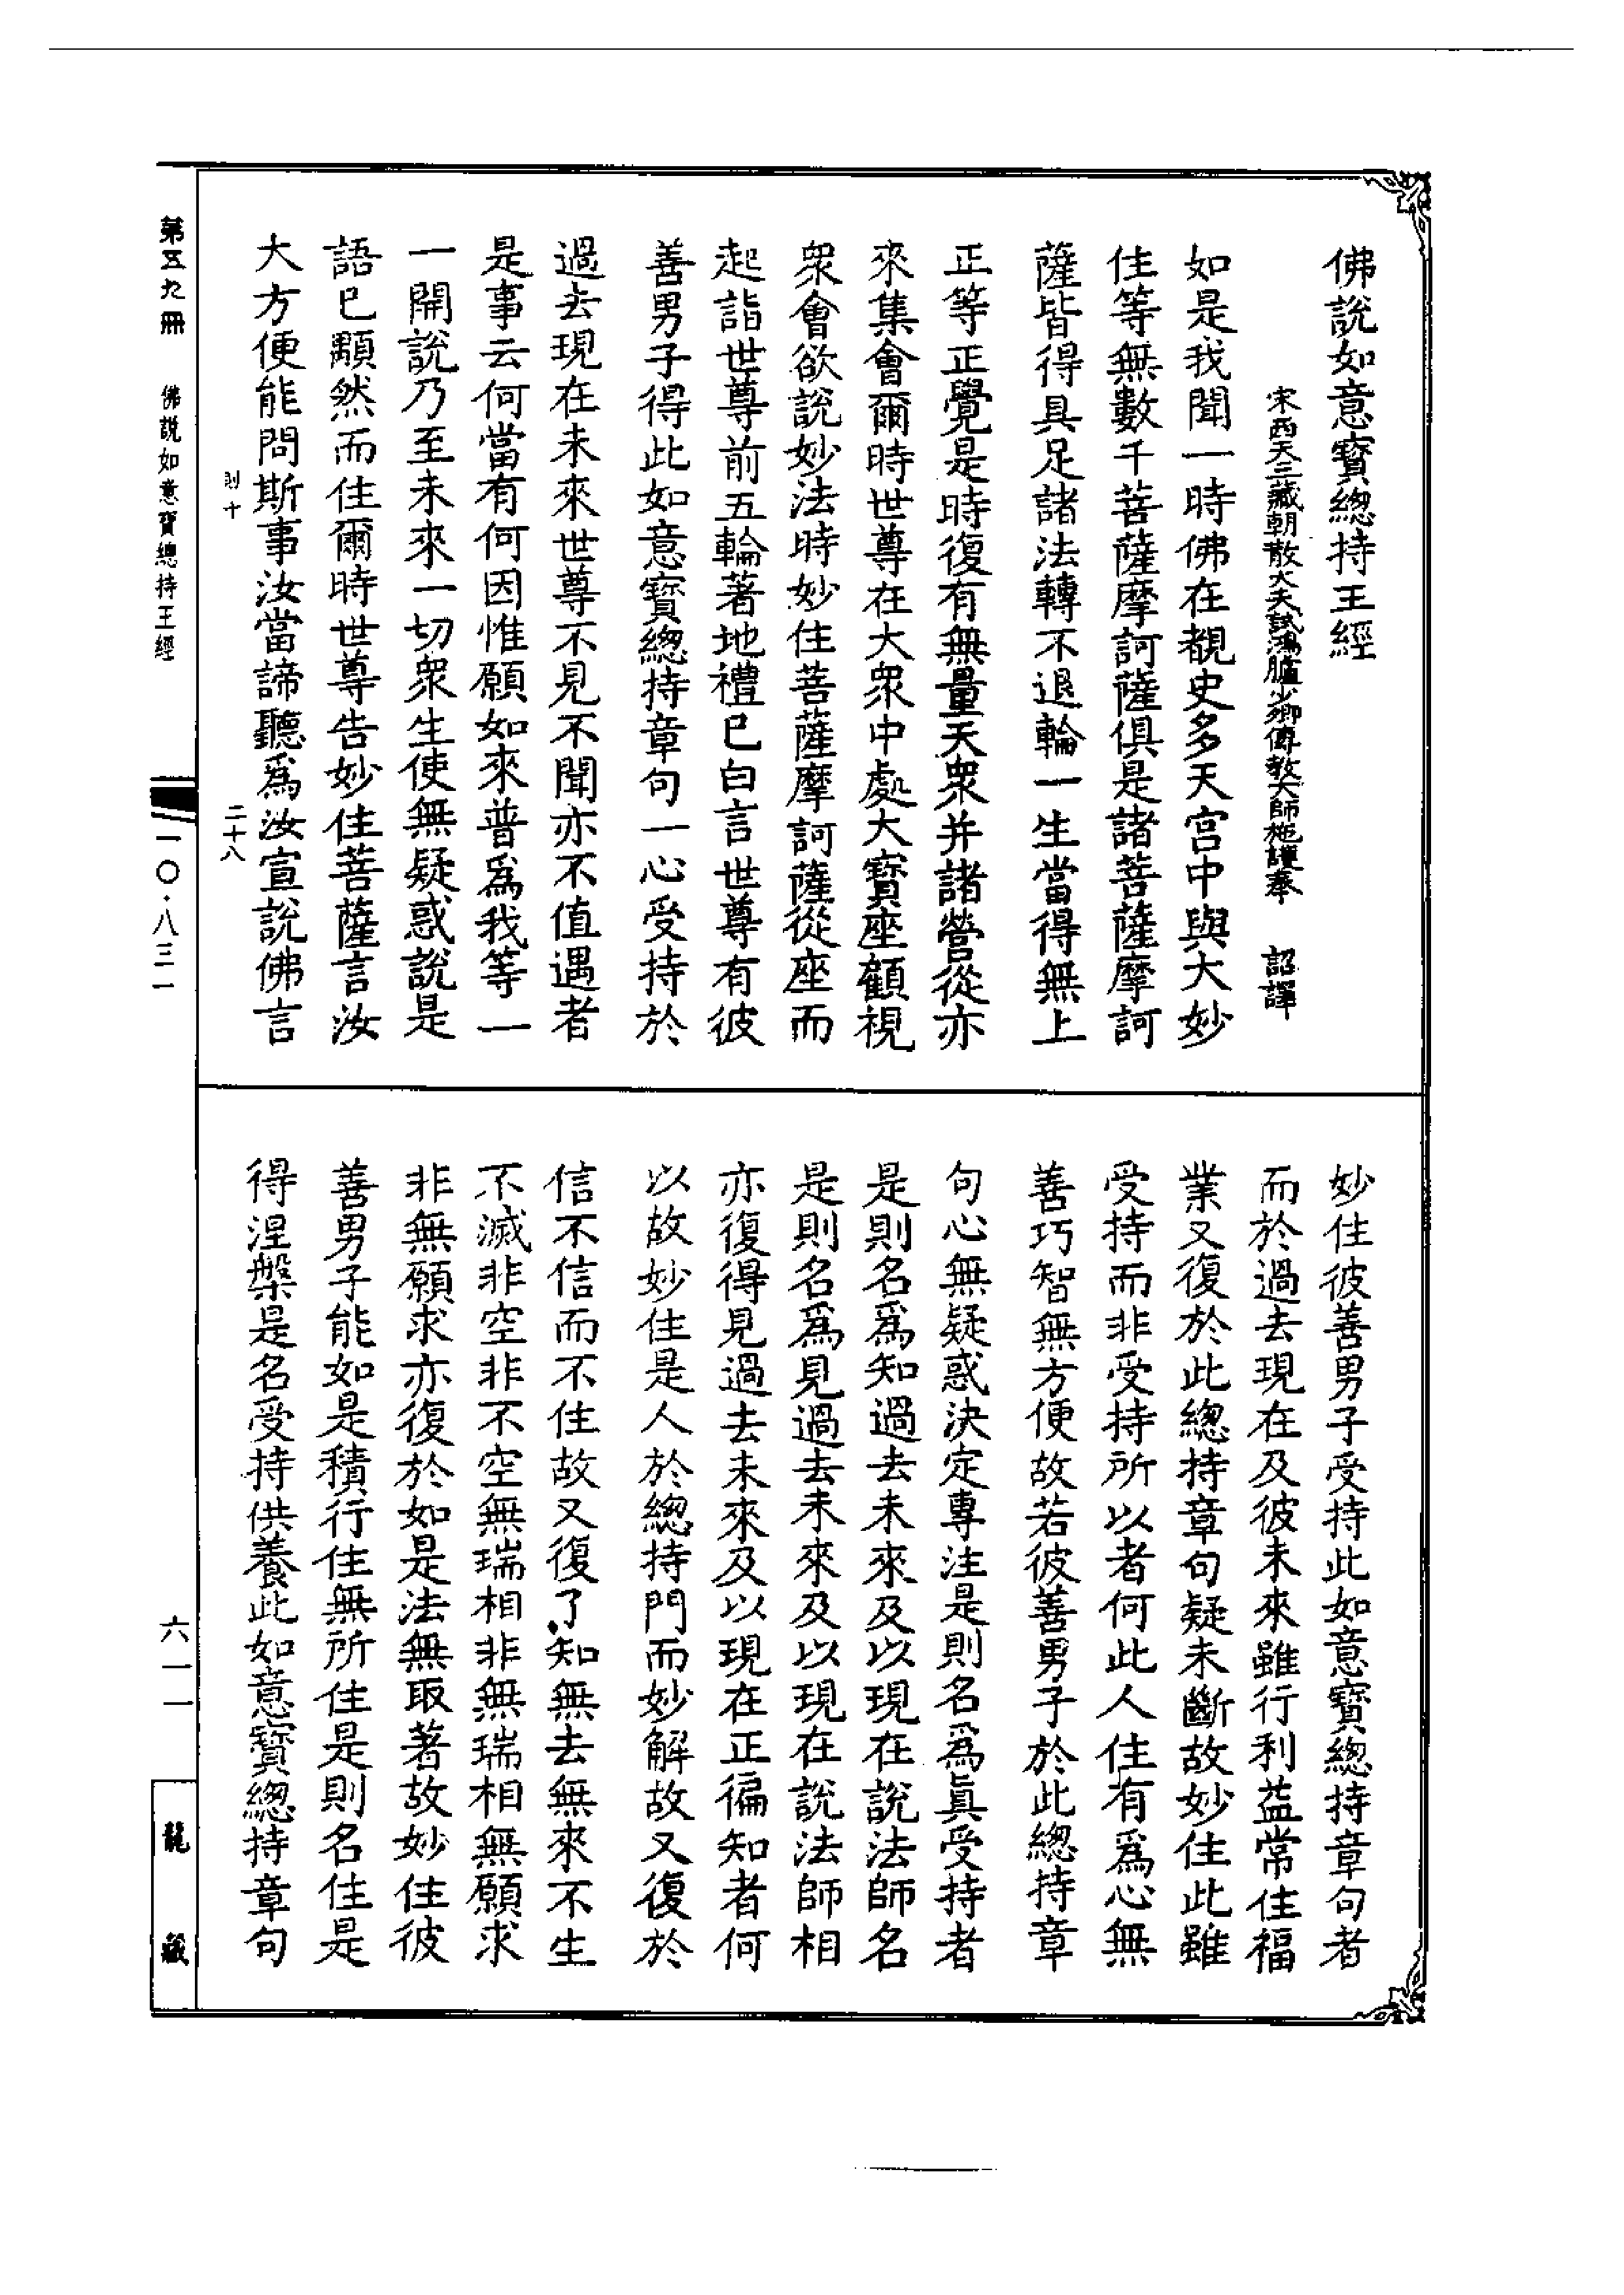 佛說如意寶總持王經
宋西天三藏朝散大夫試鴻臚少卿傳教大師施護奉 詔譯
如是我聞一時佛在覩史多天宮中與大妙
住等無數千菩薩摩訶薩俱是諸菩薩摩訶
薩皆得具足諸法轉不退輪一生當得無上
正等正覺是時復有無量天衆并諸營從亦
來集會爾時世尊在大衆中處大寶座顧視
衆會欲說妙法時妙住菩薩摩訶薩從座而
起詣世尊前五輪著地禮已白言世尊有彼
善男子得此如意寶總持章句一心受持於
過去現在未來世尊不見不聞亦不值遇者
是事云何當有何因惟願如來普爲我等一
一開說乃至未來一切衆生使無疑惑說是
語已顒然而住爾時世尊告妙住菩薩言汝
大方便能問斯事汝當諦聽爲汝宣說佛言
則十 二十八
妙住彼善男子受持此如意寶總持章句者
而於過去現在及彼未來雖行利益常住福
業又復於此總持章句疑未斷故妙住此雖
受持而非受持所以者何此人住有爲心無
善巧智無方便故若彼善男子於此總持章
句心無疑惑決定專注是則名爲眞受持者
是則名爲知過去未來及以現在說法師名
是則名爲見過去未來及以現在說法師相
亦復得見過去未來及以現在正徧知者何
以故妙住是人於總持門而妙解故又復於
信不信而不住故又復了知無去無來不生
不滅非空非不空無瑞相非無瑞相無願求
非無願求亦復於如是法無取著故妙住彼
善男子能如是積行住無所住是則名住是
得涅槃是名受持供養此如意寶總持章句
第五九冊 佛說如意寶總持王經
一〇·八三一
六一一
龍藏